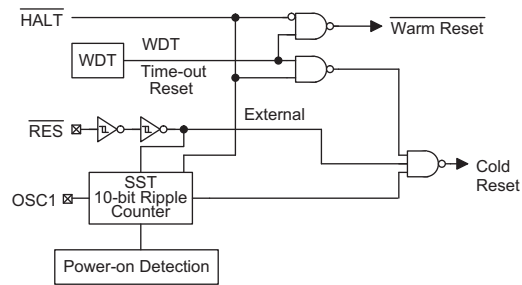 HALT
WDT
WDT
Time-out
Reset
Warm Reset
RES
External
OSC1
SST
10-bit Ripple
Counter
Cold
Reset
Power-on Detection